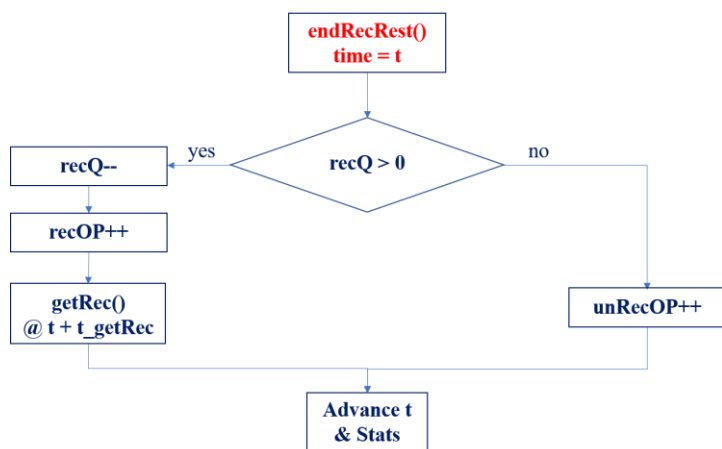 endRecRest()
time = t
yes
recQ > 0
no
recQ--
recOP++
getRec()
@ t + t_getRec
unRecOP++
Advance t
& Stats